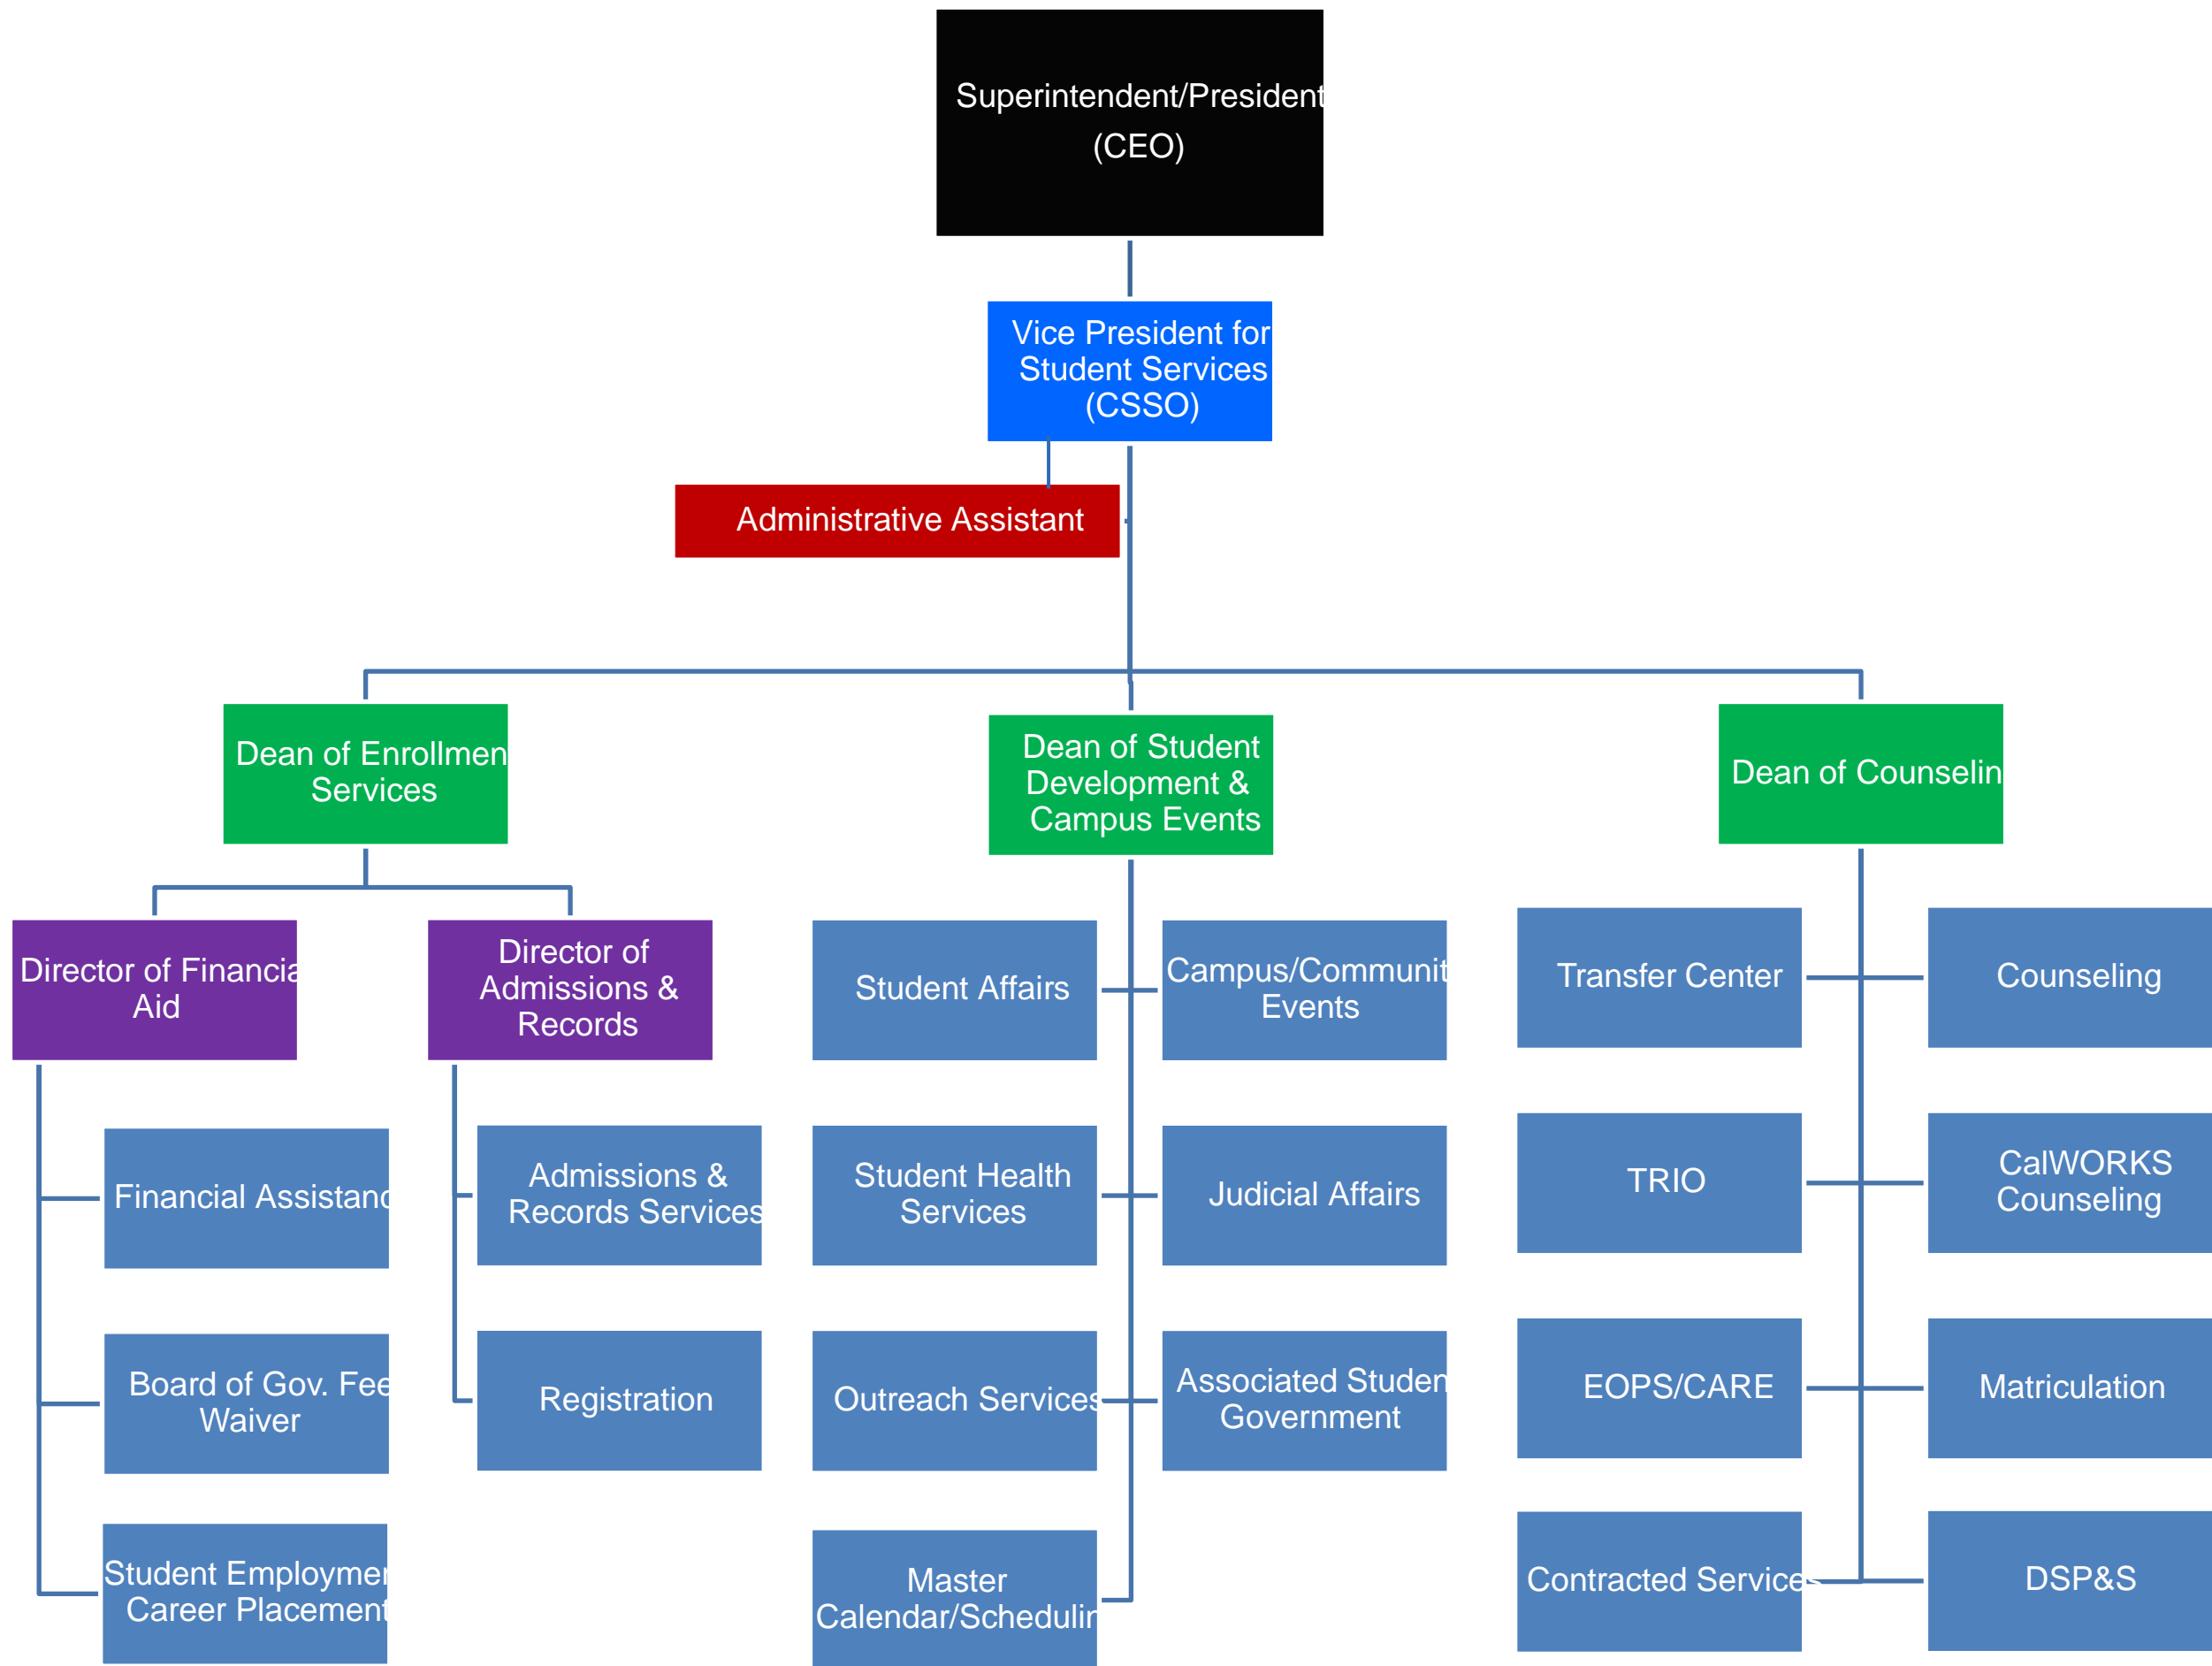 Superintendent/President
(CEO)
Vice President for
Student Services
(CSSO)
Administrative Assistant
Dean of Enrollmen
Services
Dean of Student
Development &
Campus Events
Dean of Counselin
Director of Financia
Aid
Director of
Admissions &
Records
Student Affairs
Campus/Communit
Events
Transfer Center
Counseling
Financial Assistanc
Admissions &
Records Services
Student Health
Services
Judicial Affairs
TRIO
CalWORKS
Counseling
Board of Gov. Fee
Waiver
Registration
Outreach Services
Associated Studen
Government
EOPS/CARE
Matriculation
Student Employmen
Career Placement
Master
Calendar/Schedulin
Contracted Services
DSP&S